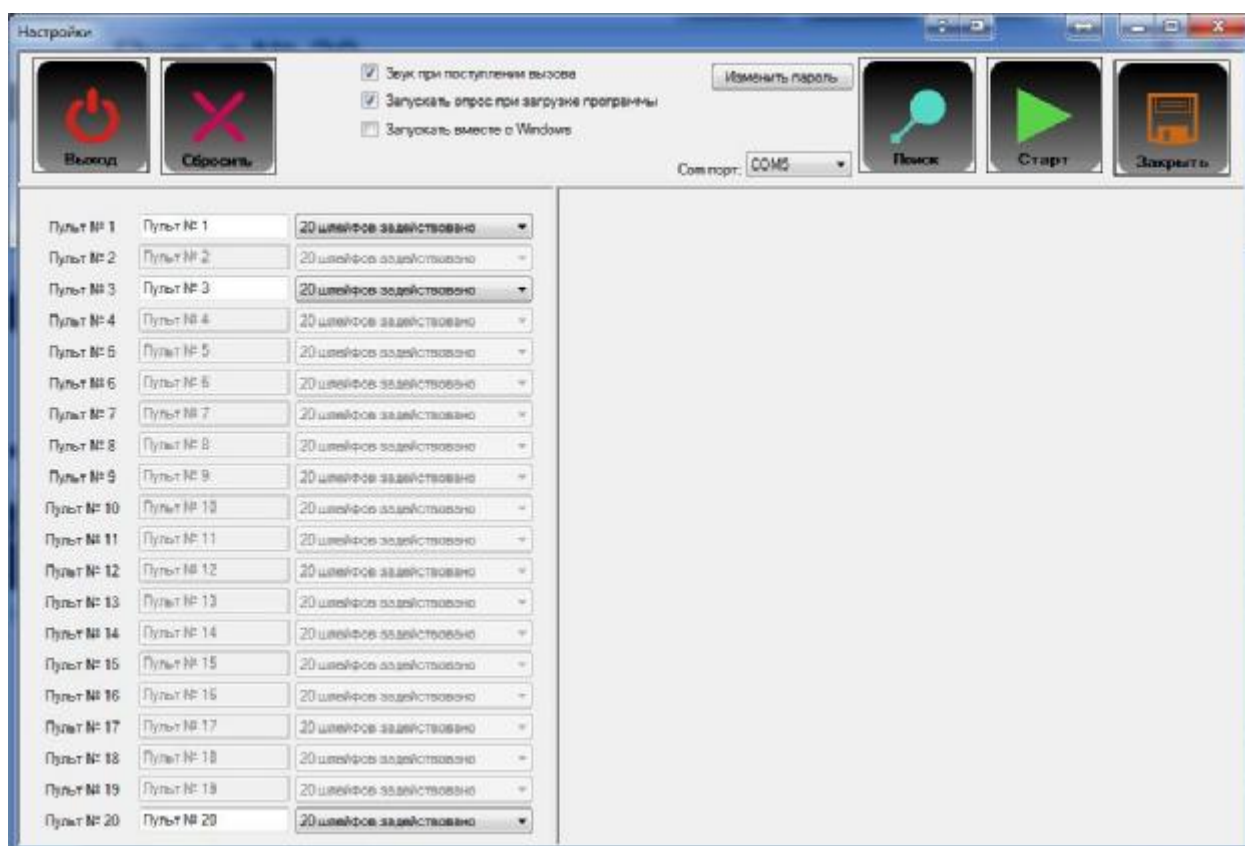 Настройки
Выход
Сбросить
Звук при поступлении вызова
Запускать опрос при загрузке программы
Запускать вместе с Windows
Изменить пароль
Com порт: COM5
Поиск
Старт
Закрыть
Пульт № 1 Пульт № 1 20 шлейфов задействовано
Пульт № 2 Пульт № 2 20 шлейфов задействовано
Пульт № 3 Пульт № 3 20 шлейфов задействовано
Пульт № 4 Пульт № 4 20 шлейфов задействовано
Пульт № 5 Пульт № 5 20 шлейфов задействовано
Пульт № 6 Пульт № 6 20 шлейфов задействовано
Пульт № 7 Пульт № 7 20 шлейфов задействовано
Пульт № 8 Пульт № 8 20 шлейфов задействовано
Пульт № 9 Пульт № 9 20 шлейфов задействовано
Пульт № 10 Пульт № 10 20 шлейфов задействовано
Пульт № 11 Пульт № 11 20 шлейфов задействовано
Пульт № 12 Пульт № 12 20 шлейфов задействовано
Пульт № 13 Пульт № 13 20 шлейфов задействовано
Пульт № 14 Пульт № 14 20 шлейфов задействовано
Пульт № 15 Пульт № 15 20 шлейфов задействовано
Пульт № 16 Пульт № 16 20 шлейфов задействовано
Пульт № 17 Пульт № 17 20 шлейфов задействовано
Пульт № 18 Пульт № 18 20 шлейфов задействовано
Пульт № 19 Пульт № 19 20 шлейфов задействовано
Пульт № 20 Пульт № 20 20 шлейфов задействовано